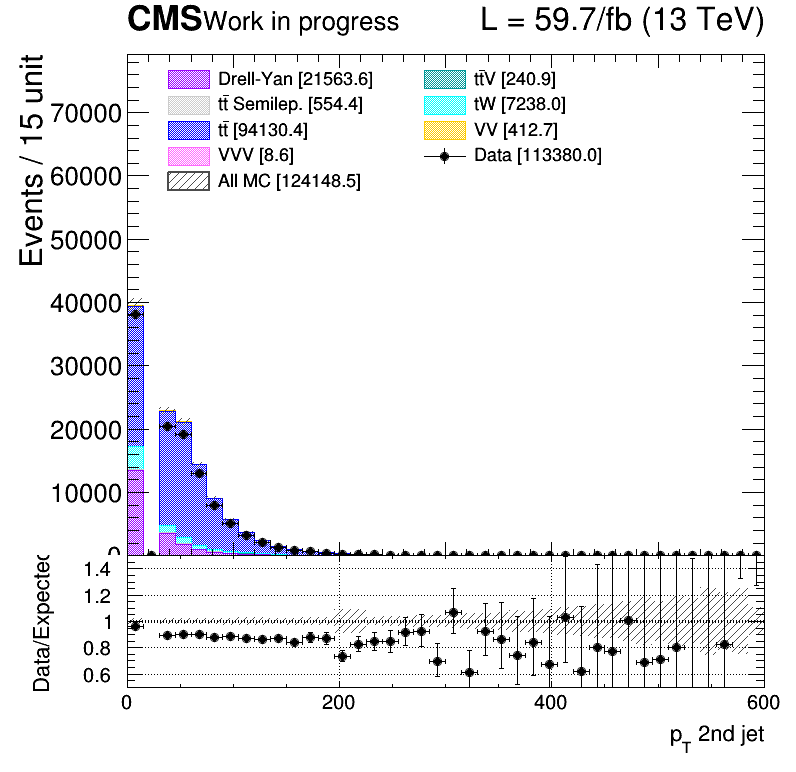 CMS Work in progress L = 59.7/fb (13 TeV)
Events / 15 unit
70000
60000
50000
40000
30000
20000
10000
0
Drell-Yan [21563.6]
tt̄ Semilep. [554.4]
tt̄ [94130.4]
VVV [8.6]
All MC [124148.5]
tt̄V [240.9]
tW [7238.0]
VV [412.7]
Data [113380.0]
Data/Expected
1.4
1.2
1
0.8
0.6
0 200 400 600
p_T 2nd jet